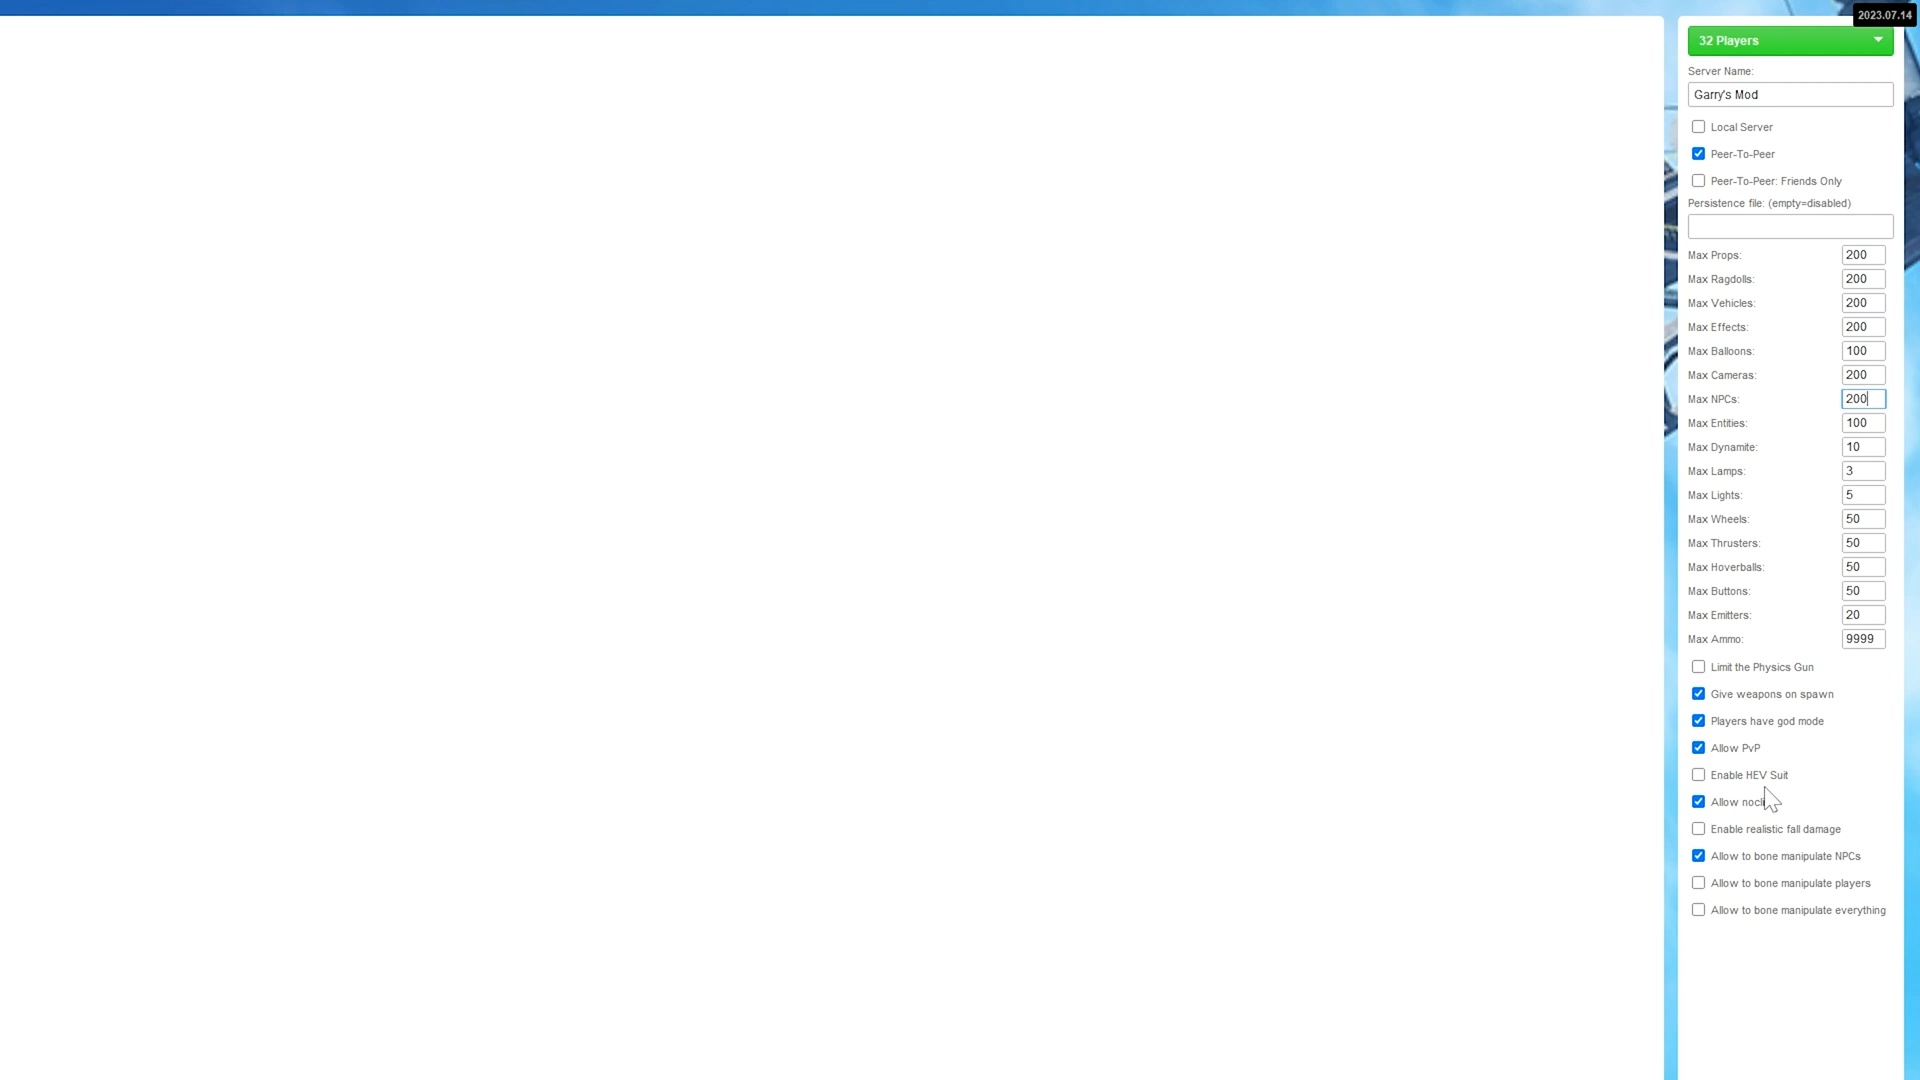 2023.07.14
32 Players
Server Name:
Garry's Mod
Local Server
Peer-To-Peer
Peer-To-Peer: Friends Only
Persistence file: (empty=disabled)
Max Props: 200
Max Ragdolls: 200
Max Vehicles: 200
Max Effects: 200
Max Balloons: 100
Max Cameras: 200
Max NPCs: 200
Max Entities: 100
Max Dynamite: 10
Max Lamps: 3
Max Lights: 5
Max Wheels: 50
Max Thrusters: 50
Max Hoverballs: 50
Max Buttons: 50
Max Emitters: 20
Max Ammo: 9999
Limit the Physics Gun
Give weapons on spawn
Players have god mode
Allow PvP
Enable HEV Suit
Allow nocli
Enable realistic fall damage
Allow to bone manipulate NPCs
Allow to bone manipulate players
Allow to bone manipulate everything